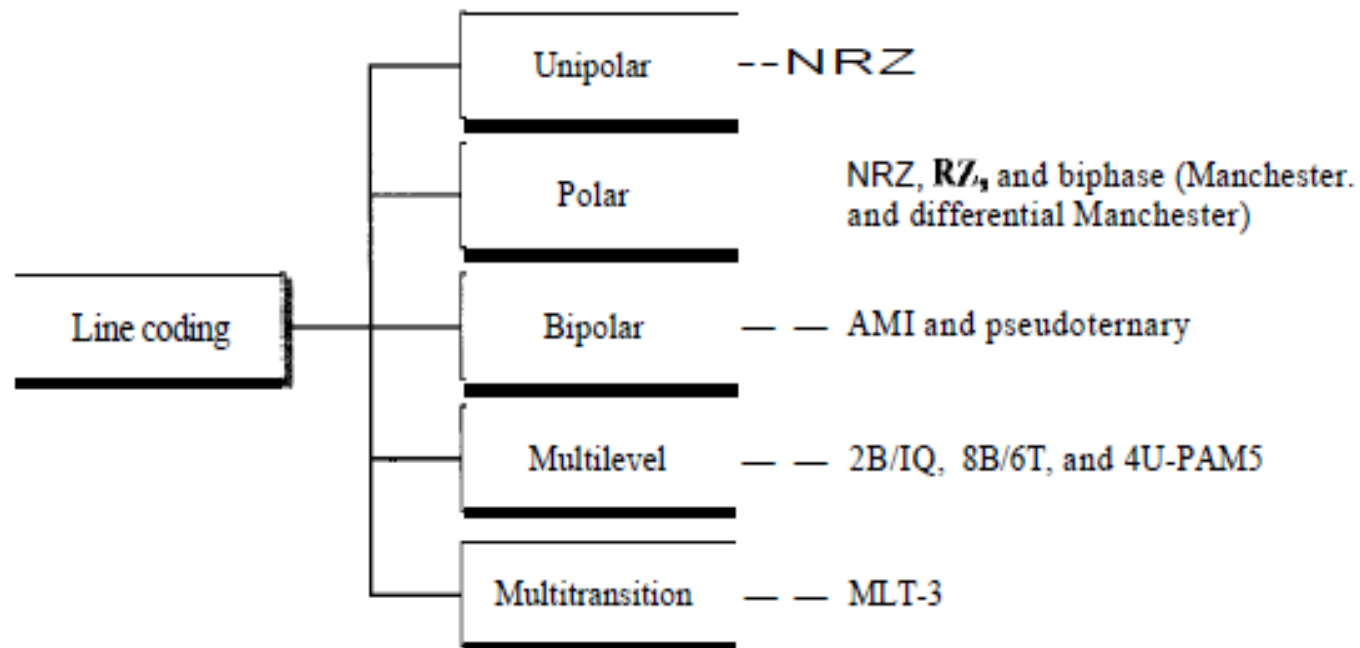 Unipolar --NRZ
Polar NRZ, RZ, and biphase (Manchester.
and differential Manchester)
Line coding
Bipolar — — AMI and pseudoternary
Multilevel — — 2B/IQ, 8B/6T, and 4U-PAM5
Multitransition — — MLT-3